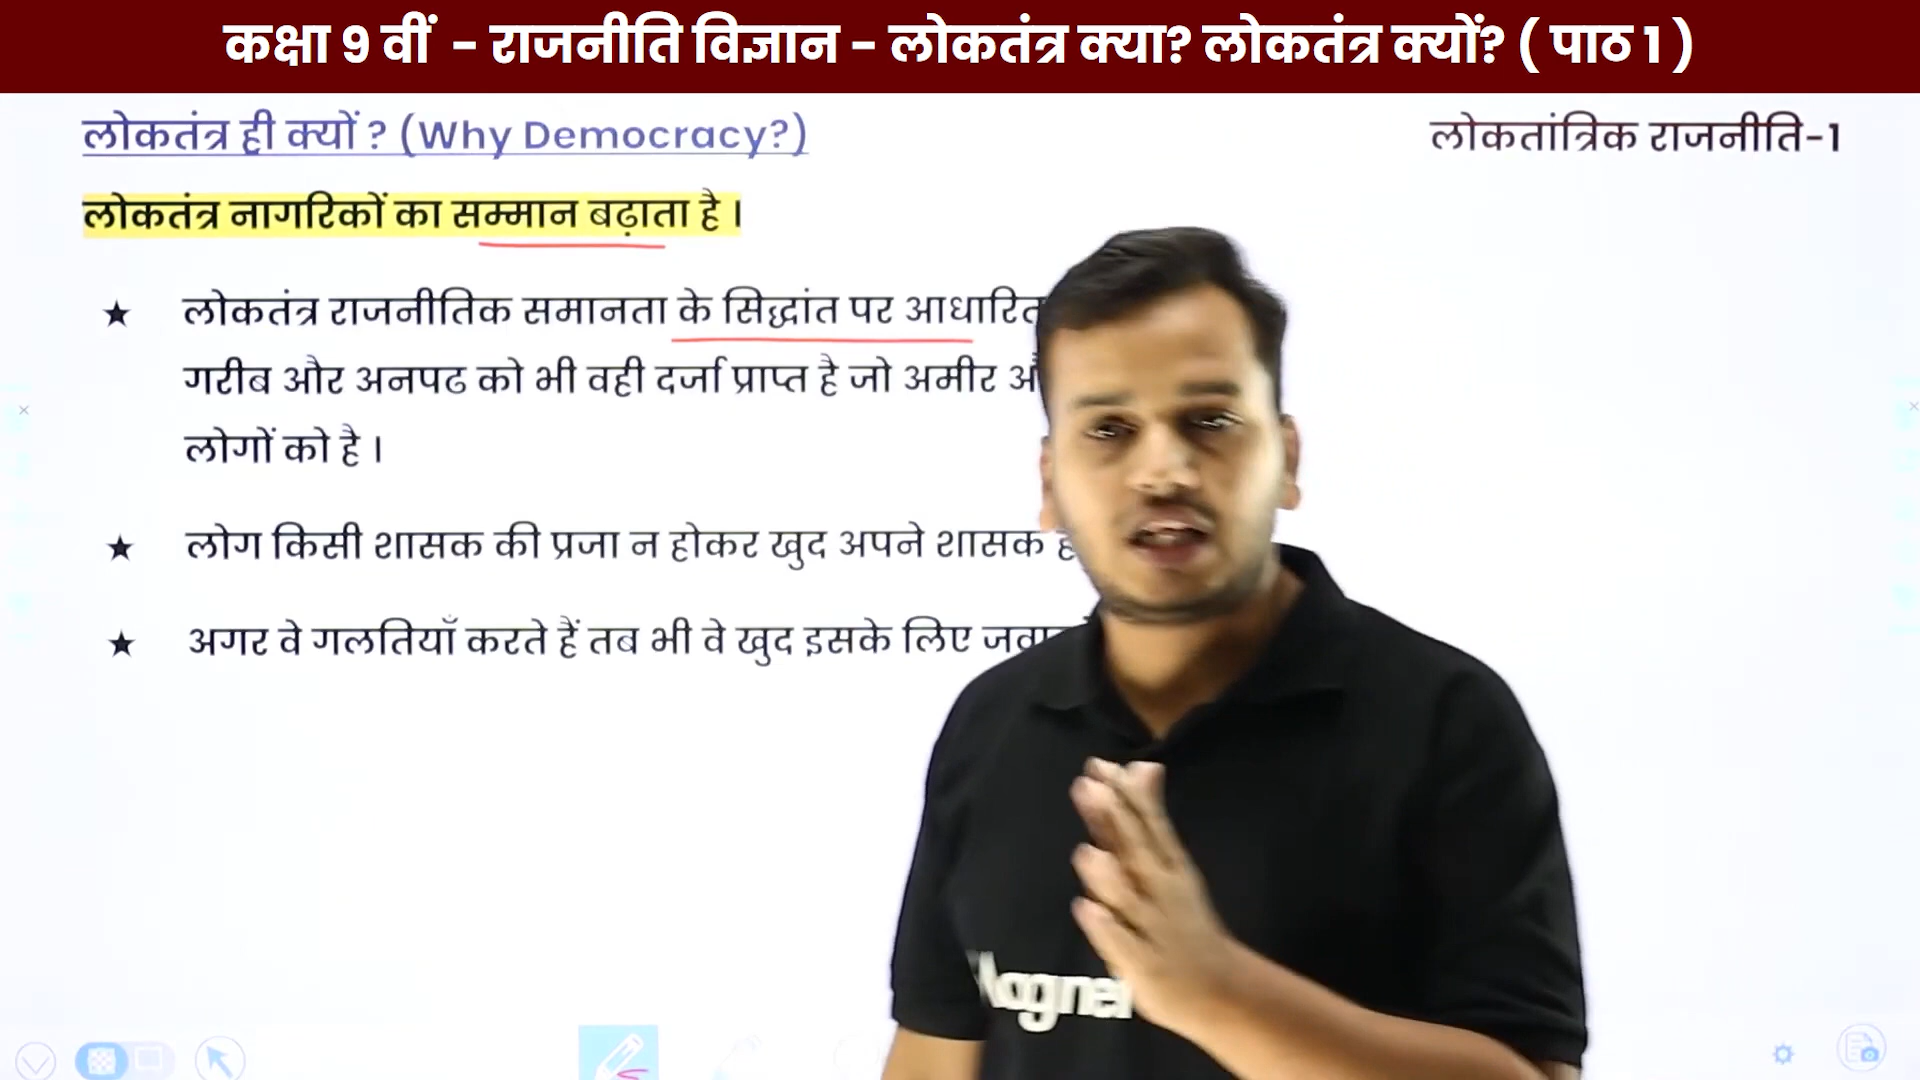 कक्षा 9 वीं - राजनीति विज्ञान - लोकतंत्र क्या? लोकतंत्र क्यों? ( पाठ 1 )
लोकतंत्र ही क्यों ? (Why Democracy?)
लोकतांत्रिक राजनीति-1
लोकतंत्र नागरिकों का सम्मान बढ़ाता है ।
★ लोकतंत्र राजनीतिक समानता के सिद्धांत पर आधारित
गरीब और अनपढ को भी वही दर्जा प्राप्त है जो अमीर
लोगों को है ।
★ लोग किसी शासक की प्रजा न होकर खुद अपने शासक
★ अगर वे गलतियाँ करते हैं तब भी वे खुद इसके लिए